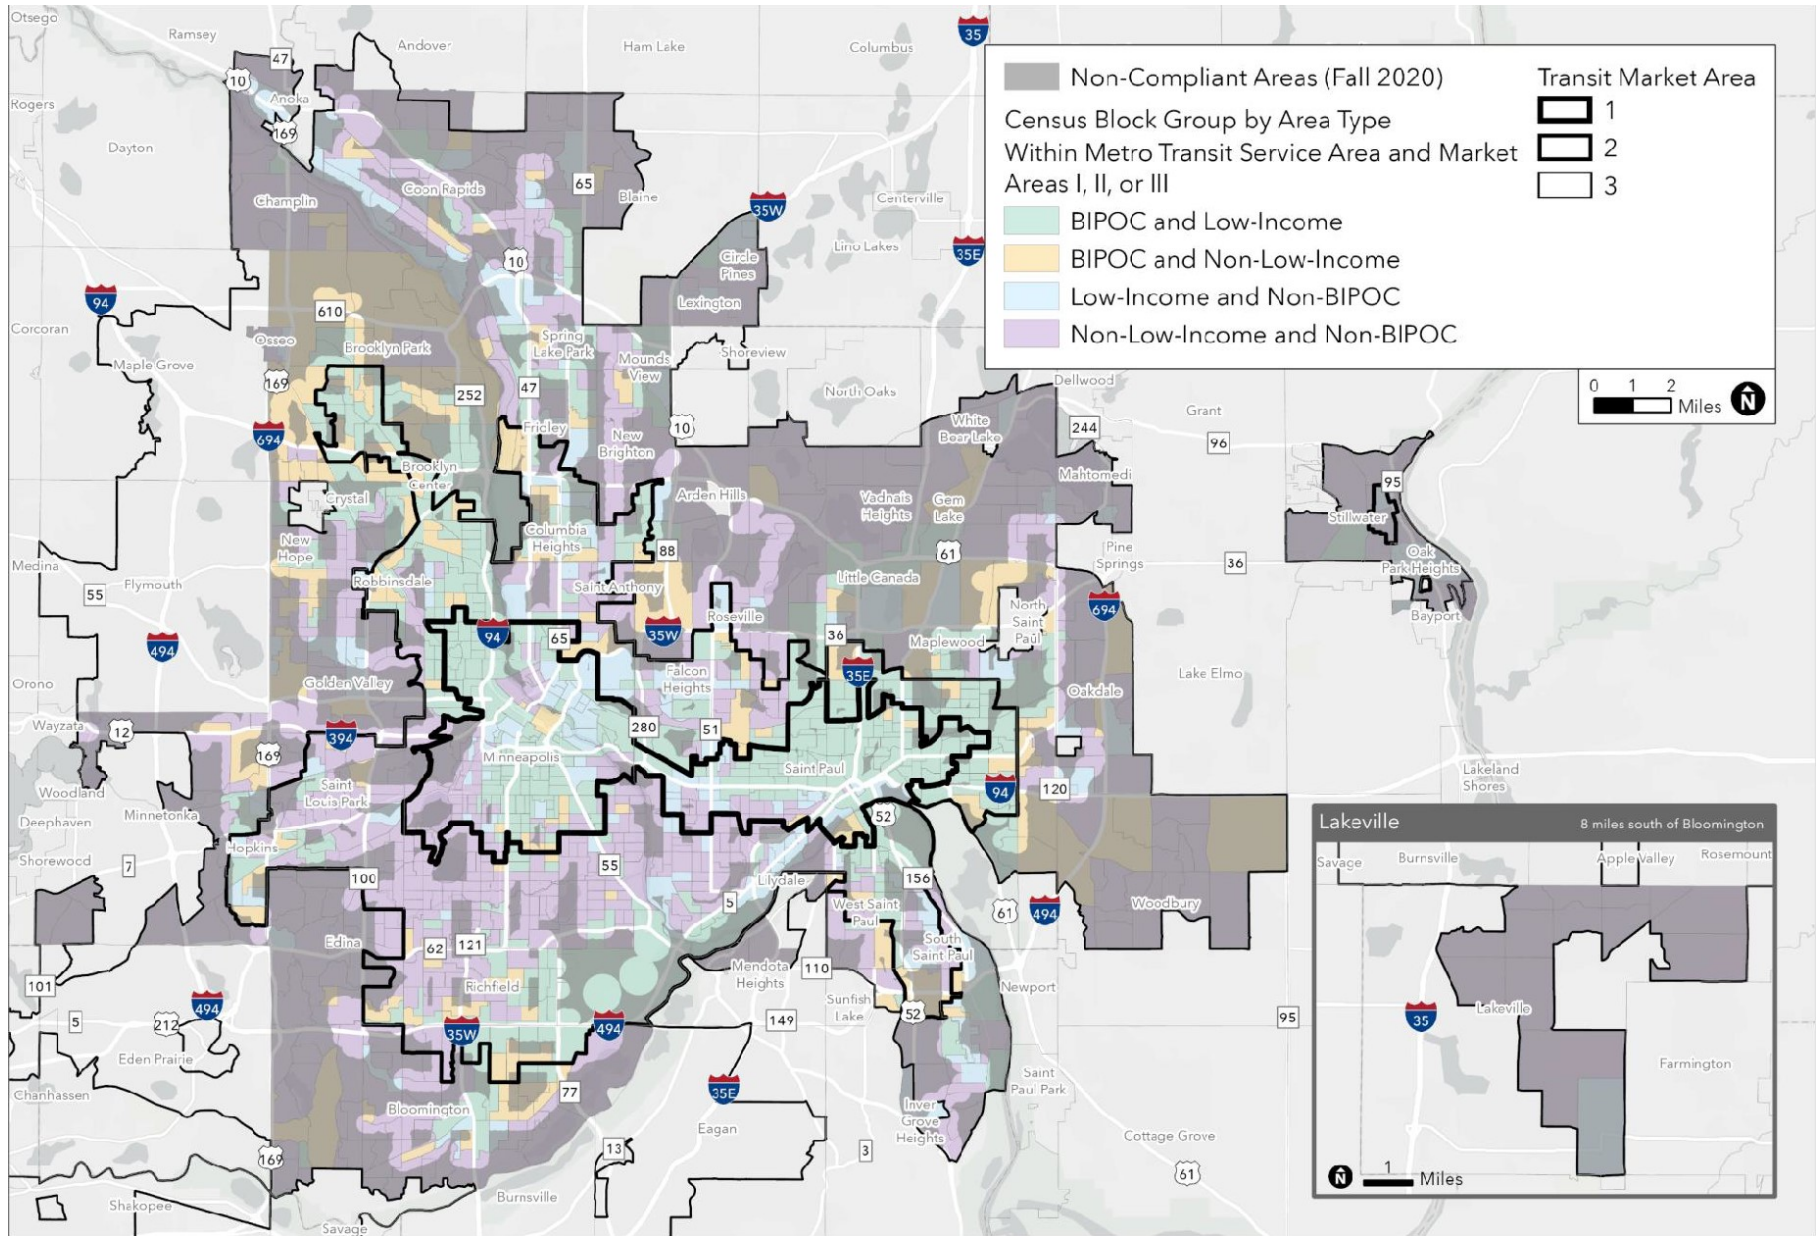 Otsego
Ramsey
Andover
Ham Lake
Columbus
35
47
10
Anoka
169
Rogers
Dayton
Coon Rapids
65
Blaine
Champlin
35W
Centerville
Lino Lakes
35E
Circle
Pines
Lexington
10
94
610
Corcoran
Osseo
Brooklyn Park
Spring
Lake Park
Mounds
View
Shoreview
Maple Grove
169
252
47
North Oaks
Dellwood
Grant
694
Fridley
New
Brighton
10
White
Bear Lake
244
96
Brooklyn
Center
Crystal
Arden Hills
Vadnais
Heights
Gem
Lake
Mahtomedi
95
Stillwater
New
Hope
Columbia
Heights
88
61
Pine
Springs
36
Oak
Park Heights
Medina
Plymouth
55
Robbinsdale
Saint Anthony
Little Canada
Bayport
494
94
65
35W
Roseville
36
35E
Maplewood
North
Saint
Paul
694
Orono
Golden Valley
Falcon
Heights
Oakdale
Lake Elmo
Wayzata
12
394
169
280
51
Minneapolis
Saint Paul
Woodland
Saint
Louis Park
94
120
Lakeland
Shores
Deephaven
Minnetonka
52
Shorewood
7
Hopkins
100
55
Lilydale
156
5
West Saint
Paul
61
494
Woodbury
Edina
62
121
South
Saint Paul
101
494
Richfield
Mendota
Heights
110
Newport
5
212
35W
494
Sunfish
Lake
52
149
95
Eden Prairie
Chanhassen
77
35E
Saint
Paul Park
Bloomington
Inver
Grove
Heights
Eagan
13
3
Cottage Grove
169
61
Shakopee
Savage
Burnsville
Non-Compliant Areas (Fall 2020)
Census Block Group by Area Type
Within Metro Transit Service Area and Market
Areas I, II, or III
BIPOC and Low-Income
BIPOC and Non-Low-Income
Low-Income and Non-BIPOC
Non-Low-Income and Non-BIPOC
Transit Market Area
1
2
3
0 1 2
Miles
N
Lakeville
8 miles south of Bloomington
Savage
Burnsville
Apple Valley
Rosemount
Lakeville
35
Farmington
N
1
Miles